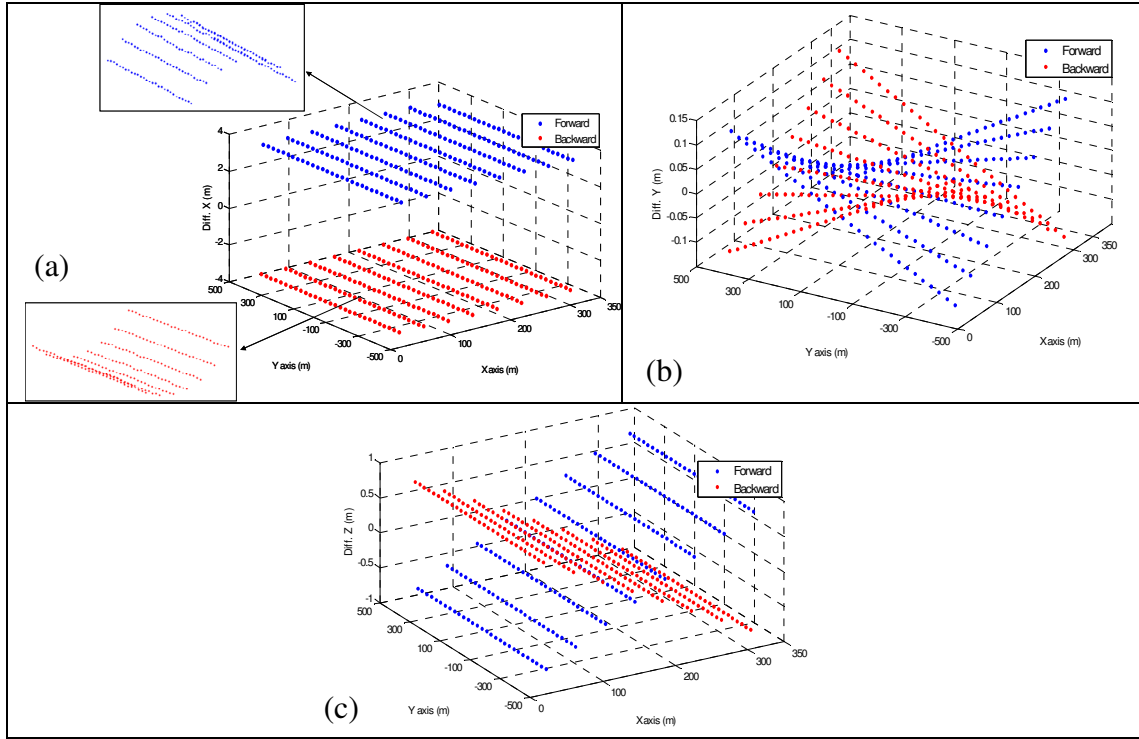 Forward
Backward
4
2
0
-2
-4
Diff. X (m)
500
300
100
-100
-300
-500
Y axis (m)
0
100
200
300
350
Xaxis (m)
(a)
Forward
Backward
0.15
0.1
0.05
0
-0.05
-0.1
Diff. Y (m)
500
300
100
-100
-300
-500
Y axis (m)
0
100
200
300
350
Xaxis (m)
(b)
Forward
Backward
1
0.5
0
-0.5
-1
Diff. Z (m)
500
300
100
-100
-300
-500
Y axis (m)
0
100
200
300
350
Xaxis (m)
(c)